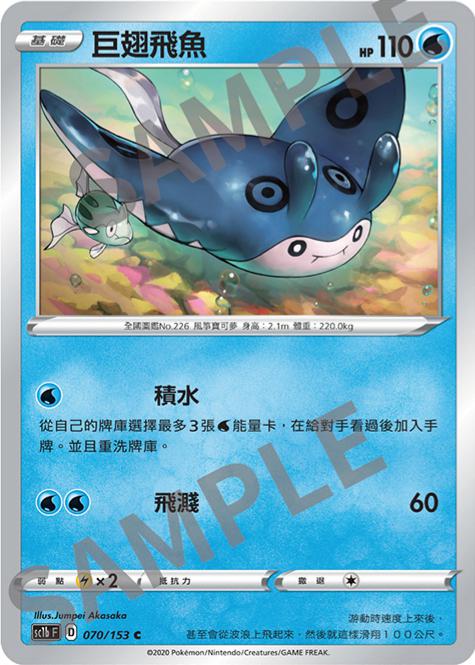 基礎 巨翅飛魚 HP 110
SAMPLE
全國圖鑑No.226 風箏寶可夢 身高：2.1m 體重：220.0kg
積水
從自己的牌庫選擇最多3張能量卡，在給對手看過後加入手
牌。並且重洗牌庫。
飛濺 60
SAMPLE
弱點 ×2 抵抗力 撤退
Illus.Jumpei Akasaka
sc1b F D 070/153 C
游動時速度上來後，
甚至會從波浪上飛起來，然後就這樣滑翔100公尺。
©2020 Pokémon/Nintendo/Creatures/GAME FREAK.